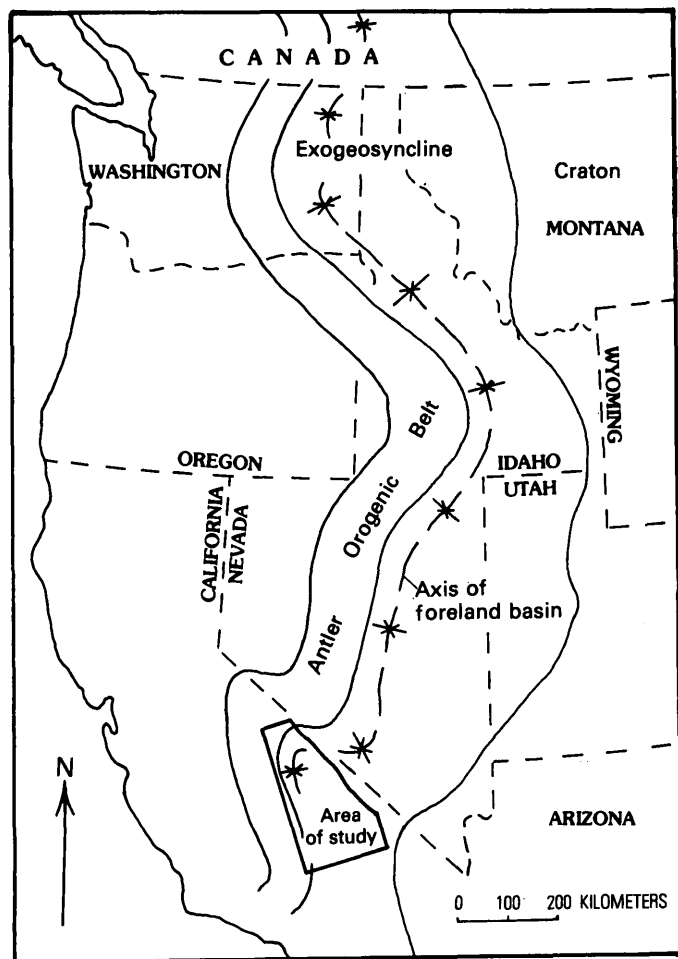 CANADA
WASHINGTON
Exogeosyncline
Craton
MONTANA
WYOMING
Belt
OREGON
IDAHO
UTAH
Orogenic
CALIFORNIA
NEVADA
Axis of
foreland basin
Antler
N
Area
of study
ARIZONA
0 100 200 KILOMETERS